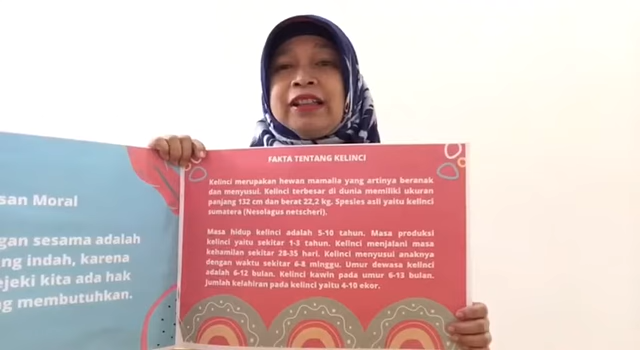 san Moral
gan sesama adalah
ng indah, karena
ejeki kita ada hak
ng membutuhkan.
FAKTA TENTANG KELINCI
Kelinci merupakan hewan mamalia yang artinya beranak
dan menyusui. Kelinci terbesar di dunia memiliki ukuran
panjang 132 cm dan berat 22,2 kg. Spesies asli yaitu kelinci
sumatera (Nesolagus netscheri).
Masa hidup kelinci adalah 5-10 tahun. Masa produksi
kelinci yaitu sekitar 1-3 tahun. Kelinci menjalani masa
kehamilan sekitar 28-35 hari. Kelinci menyusui anaknya
dengan waktu sekitar 6-8 minggu. Umur dewasa kelinci
adalah 6-12 bulan. Kelinci kawin pada umur 6-13 bulan.
Jumlah kelahiran pada kelinci yaitu 4-10 ekor.